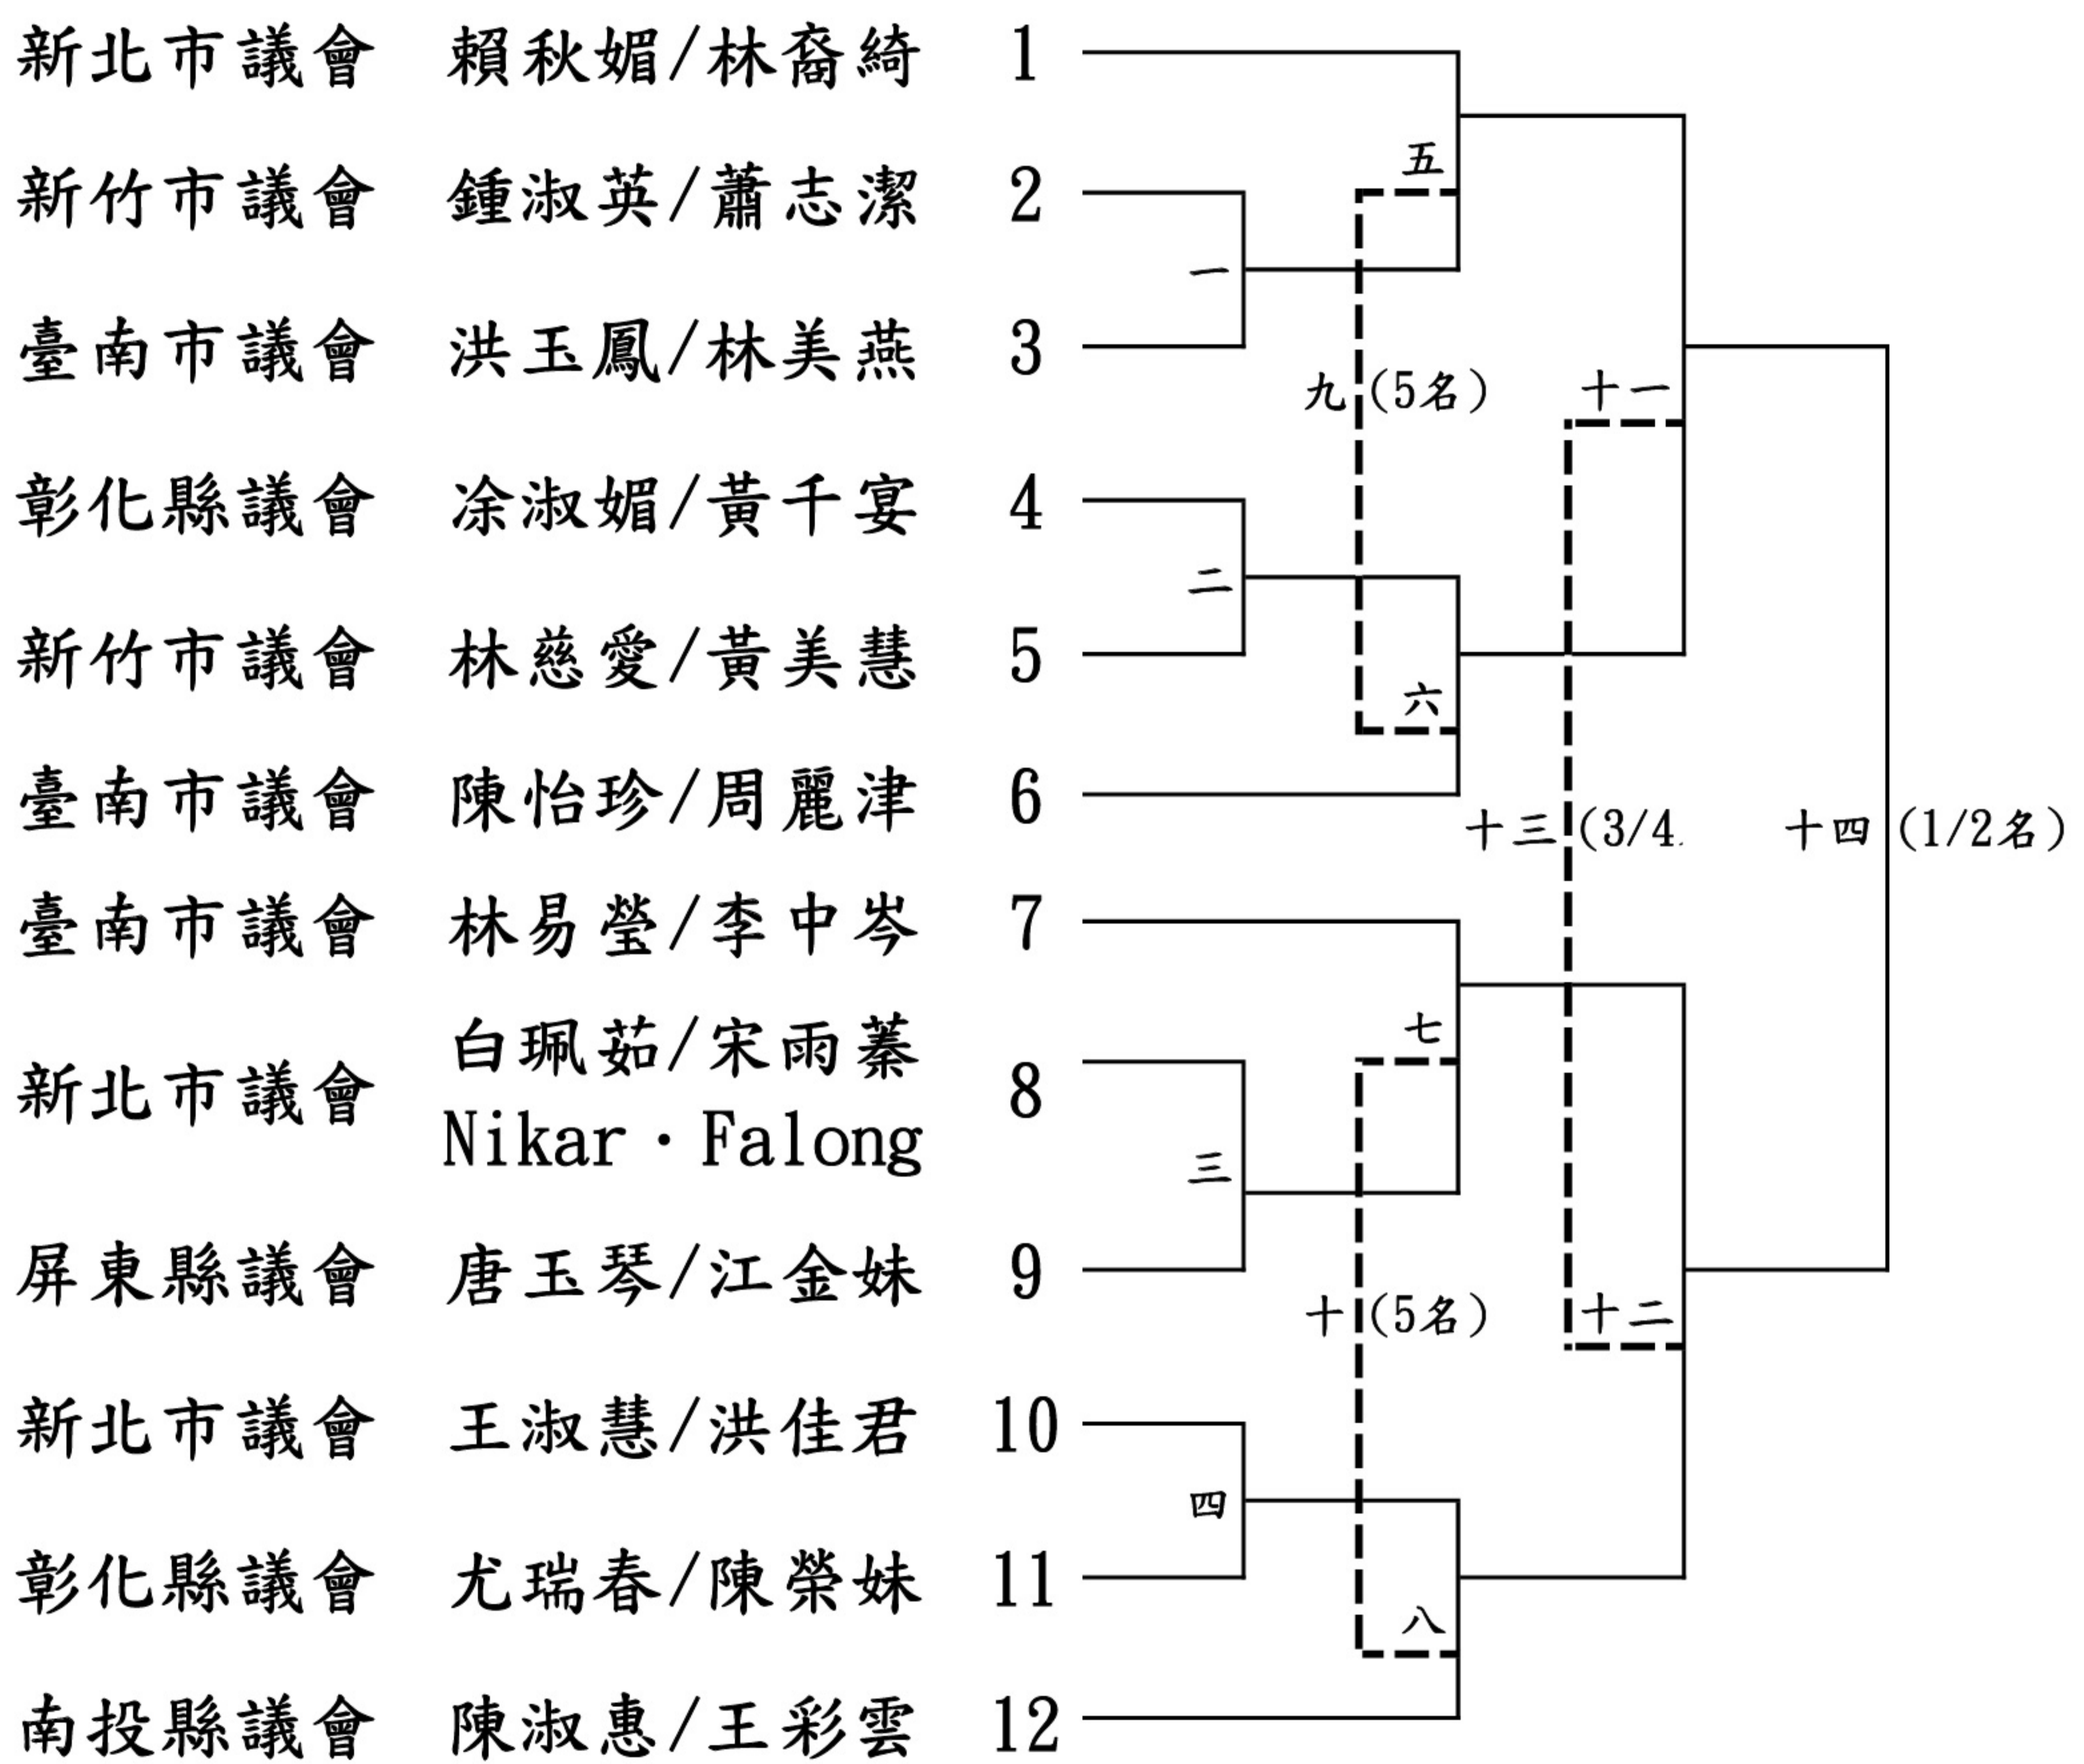 新北市議會 賴秋媚/林裔綺 1
五
新竹市議會 鍾淑英/蕭志潔 2
一
臺南市議會 洪玉鳳/林美燕 3
九 (5名) 十一
彰化縣議會 凃淑媚/黃千宴 4
二
新竹市議會 林慈愛/黃美慧 5
六
臺南市議會 陳怡珍/周麗津 6
十三 (3/4 十四 (1/2名)
臺南市議會 林易瑩/李中岑 7
七
新北市議會 白珮茹/宋雨蓁 8
Nikar·Falong
三
屏東縣議會 唐玉琴/江金妹 9
十 (5名) 十二
新北市議會 王淑慧/洪佳君 10
四
彰化縣議會 尤瑞春/陳榮妹 11
八
南投縣議會 陳淑惠/王彩雲 12